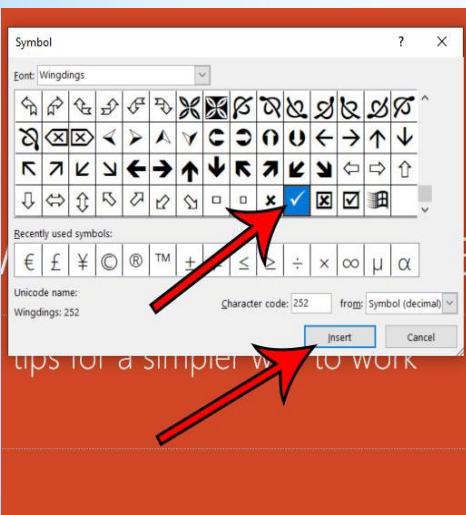 Symbol ? X
Font: Wingdings
Recently used symbols:
€ £ ¥ © ® ™ ± ≤ ≥ ÷ × ∞ µ α
Unicode name:
Wingdings: 252
Character code: 252 from: Symbol (decimal)
Insert Cancel
tips for a simpler to work